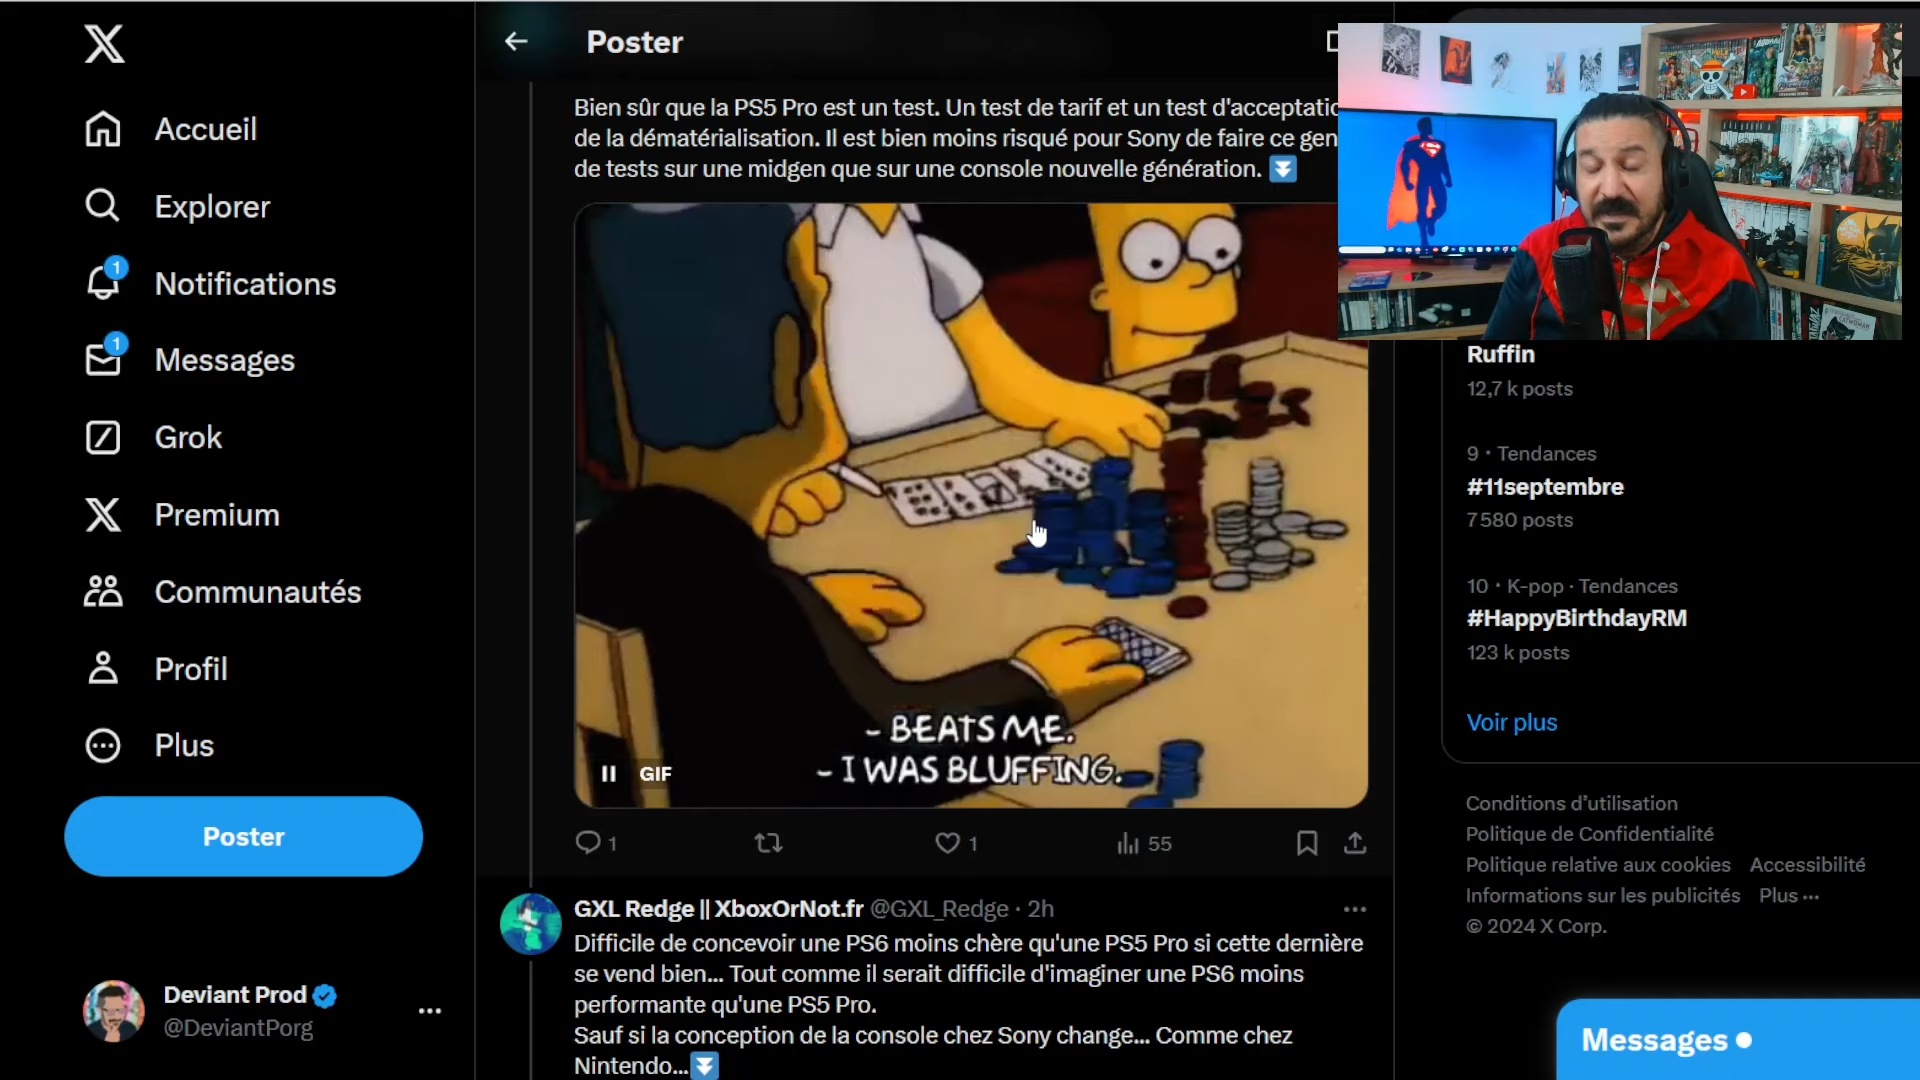 Poster
Bien sûr que la PS5 Pro est un test. Un test de tarif et un test d'acceptatio
de la dématérialisation. Il est bien moins risqué pour Sony de faire ce gen
de tests sur une midgen que sur une console nouvelle génération.
Accueil
Explorer
1
Notifications
1
Messages
Grok
Premium
Communautés
Profil
Plus
Poster
Deviant Prod
@DeviantPorg
- BEATS ME.
- I WAS BLUFFING.
GIF
1
1
55
GXL Redge || XboxOrNot.fr @GXL_Redge · 2h
Difficile de concevoir une PS6 moins chère qu'une PS5 Pro si cette dernière
se vend bien... Tout comme il serait difficile d'imaginer une PS6 moins
performante qu'une PS5 Pro.
Sauf si la conception de la console chez Sony change... Comme chez
Nintendo...
Ruffin
12,7 k posts
9 · Tendances
#11septembre
7 580 posts
10 · K-pop · Tendances
#HappyBirthdayRM
123 k posts
Voir plus
Conditions d'utilisation
Politique de Confidentialité
Politique relative aux cookies Accessibilité
Informations sur les publicités Plus ···
© 2024 X Corp.
Messages